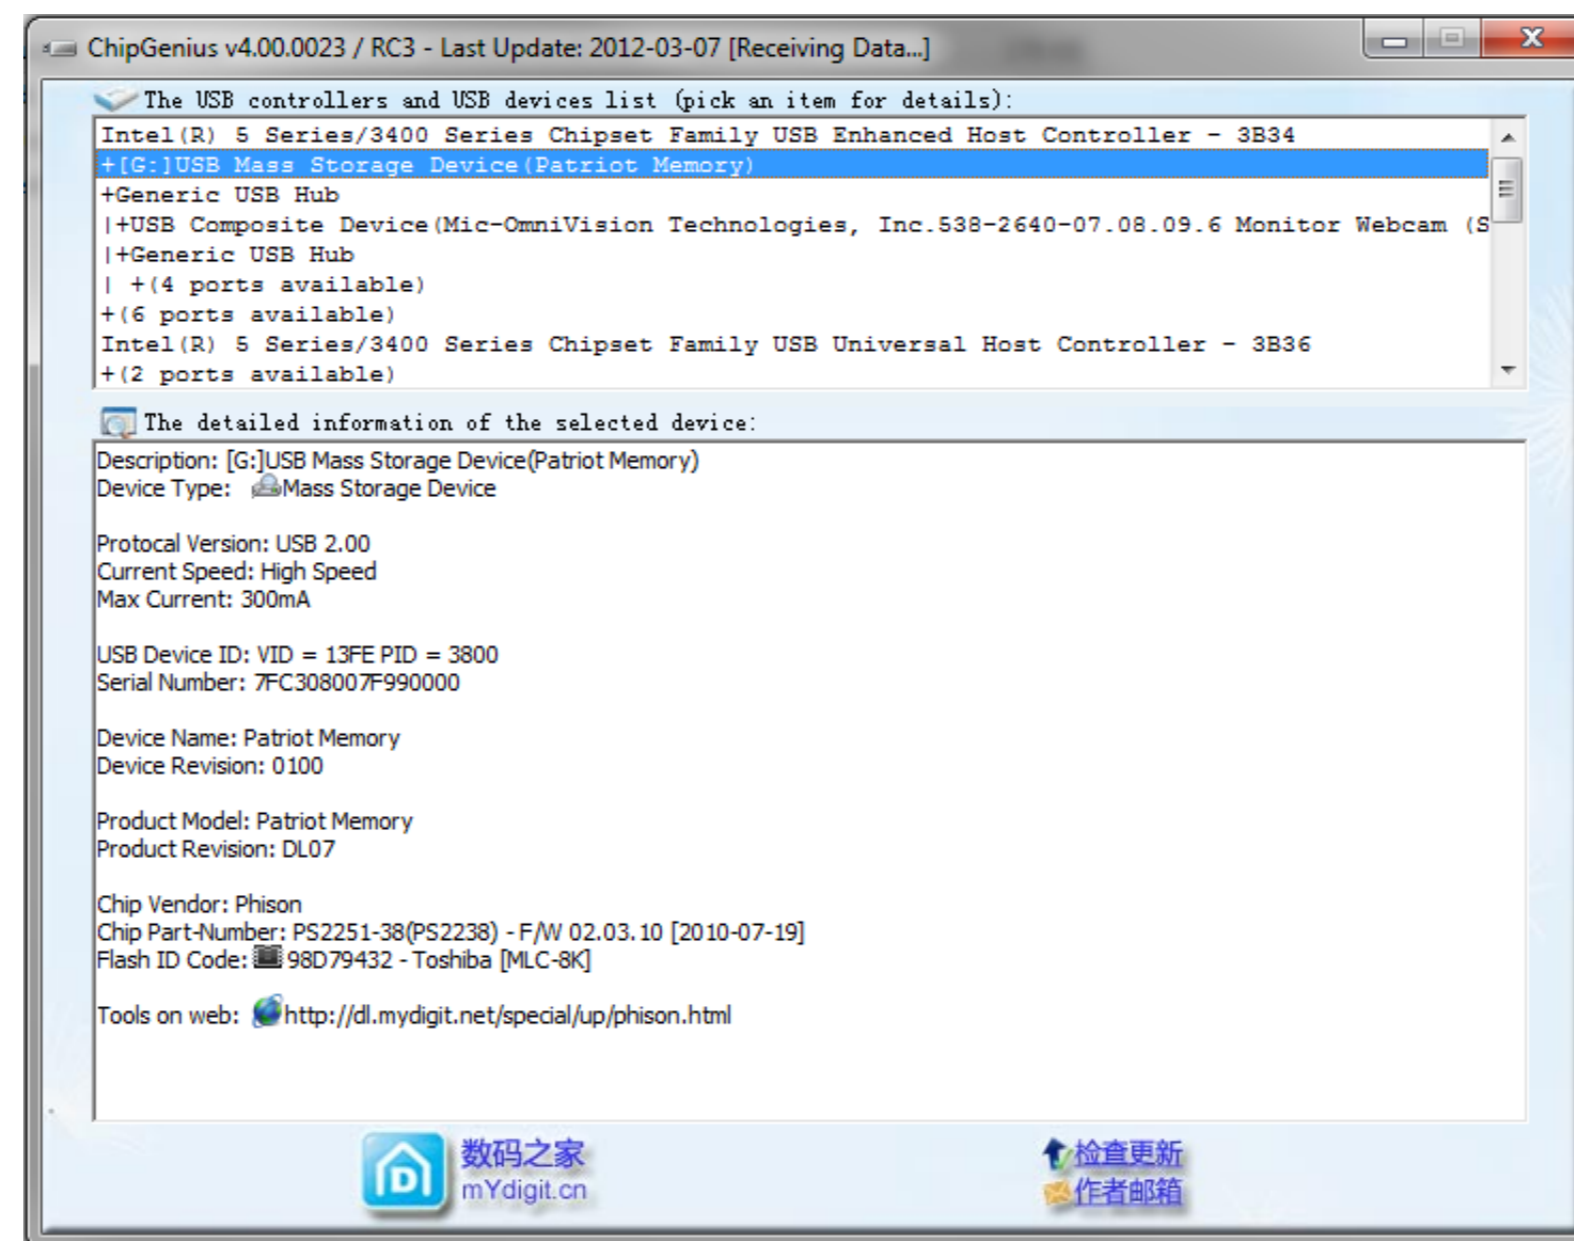 ChipGenius v4.00.0023 / RC3 - Last Update: 2012-03-07 [Receiving Data...]
The USB controllers and USB devices list (pick an item for details):
Intel(R) 5 Series/3400 Series Chipset Family USB Enhanced Host Controller - 3B34
+[G:]USB Mass Storage Device(Patriot Memory)
+Generic USB Hub
|+USB Composite Device(Mic-OmniVision Technologies, Inc.538-2640-07.08.09.6 Monitor Webcam (S
|+Generic USB Hub
| +(4 ports available)
+(6 ports available)
Intel(R) 5 Series/3400 Series Chipset Family USB Universal Host Controller - 3B36
+(2 ports available)
The detailed information of the selected device:
Description: [G:]USB Mass Storage Device(Patriot Memory)
Device Type: Mass Storage Device
Protocal Version: USB 2.00
Current Speed: High Speed
Max Current: 300mA
USB Device ID: VID = 13FE PID = 3800
Serial Number: 7FC308007F990000
Device Name: Patriot Memory
Device Revision: 0100
Product Model: Patriot Memory
Product Revision: DL07
Chip Vendor: Phison
Chip Part-Number: PS2251-38(PS2238) - F/W 02.03.10 [2010-07-19]
Flash ID Code: 98D79432 - Toshiba [MLC-8K]
Tools on web: http://dl.mydigit.net/special/up/phison.html
数码之家
mYdigit.cn
检查更新
作者邮箱